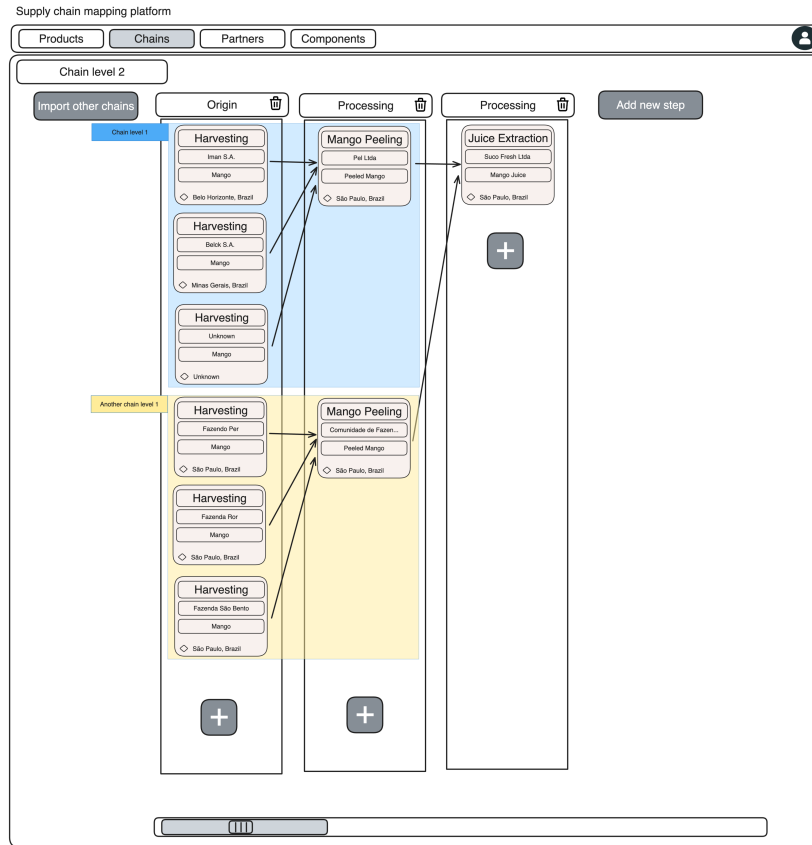 Supply chain mapping platform
Products
Chains
Partners
Components
Chain level 2
Import other chains
Origin
Processing
Processing
Add new step
Chain level 1
Harvesting
Iman S.A.
Mango
Belo Horizonte, Brazil
Mango Peeling
Pel Ltda
Peeled Mango
São Paulo, Brazil
Juice Extraction
Suco Fresh Ltda
Mango Juice
São Paulo, Brazil
Harvesting
Belck S.A.
Mango
Minas Gerais, Brazil
Harvesting
Unknown
Mango
Unknown
Another chain level 1
Harvesting
Fazendo Per
Mango
São Paulo, Brazil
Mango Peeling
Comunidade de Fazen...
Peeled Mango
São Paulo, Brazil
Harvesting
Fazenda Ror
Mango
São Paulo, Brazil
Harvesting
Fazenda São Bento
Mango
São Paulo, Brazil